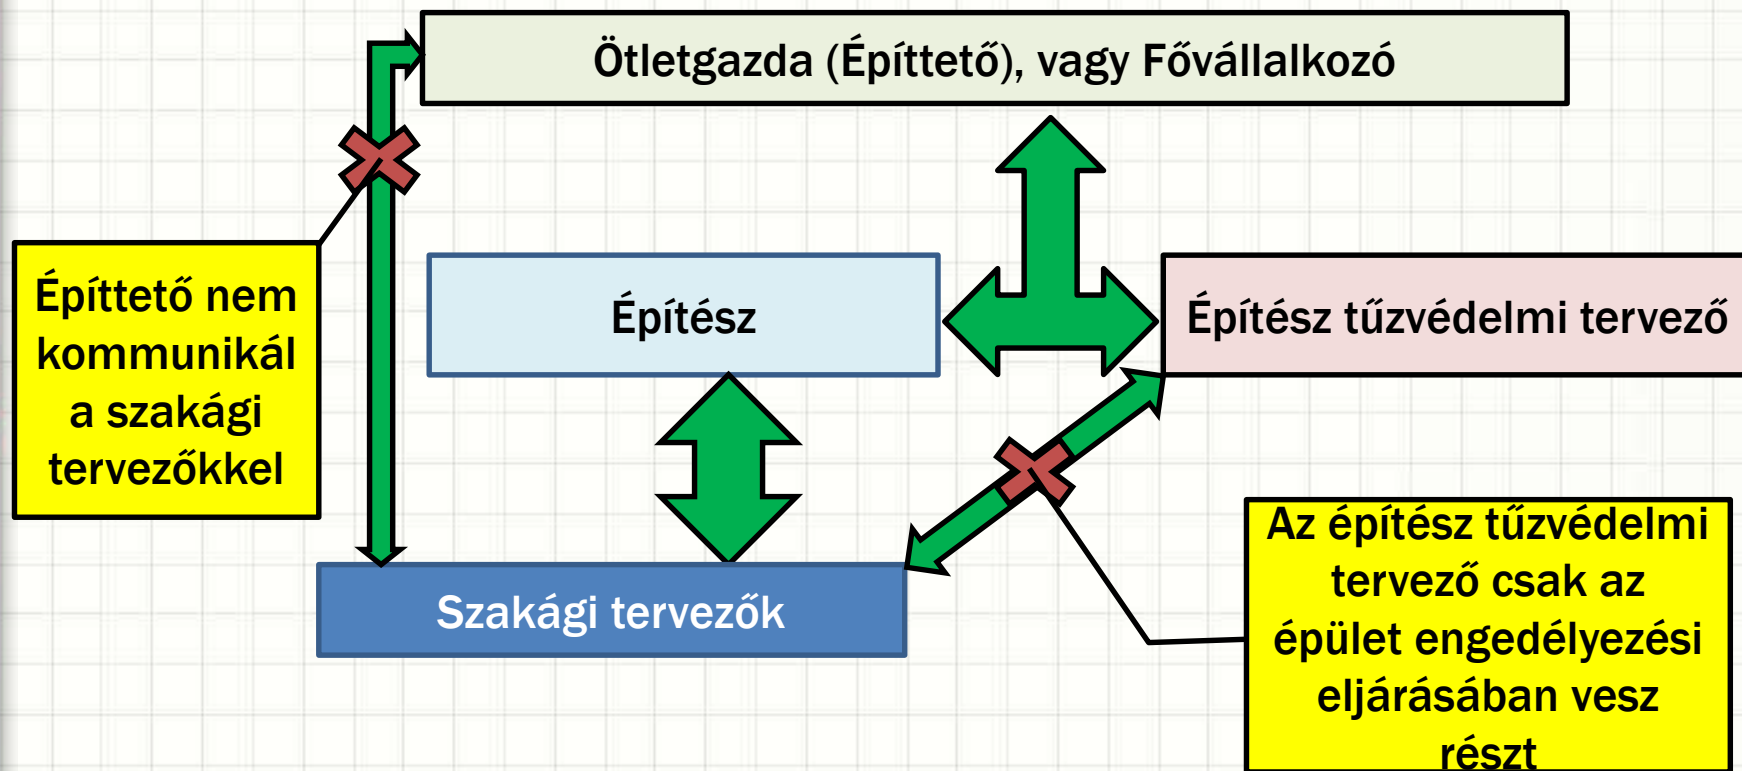 Ötletgazda (Építtető), vagy Fővállalkozó
Építtető nem
kommunikál
a szakági
tervezőkkel
Építész
Építész tűzvédelmi tervező
Szakági tervezők
Az építész tűzvédelmi
tervező csak az
épület engedélyezési
eljárásában vesz
részt